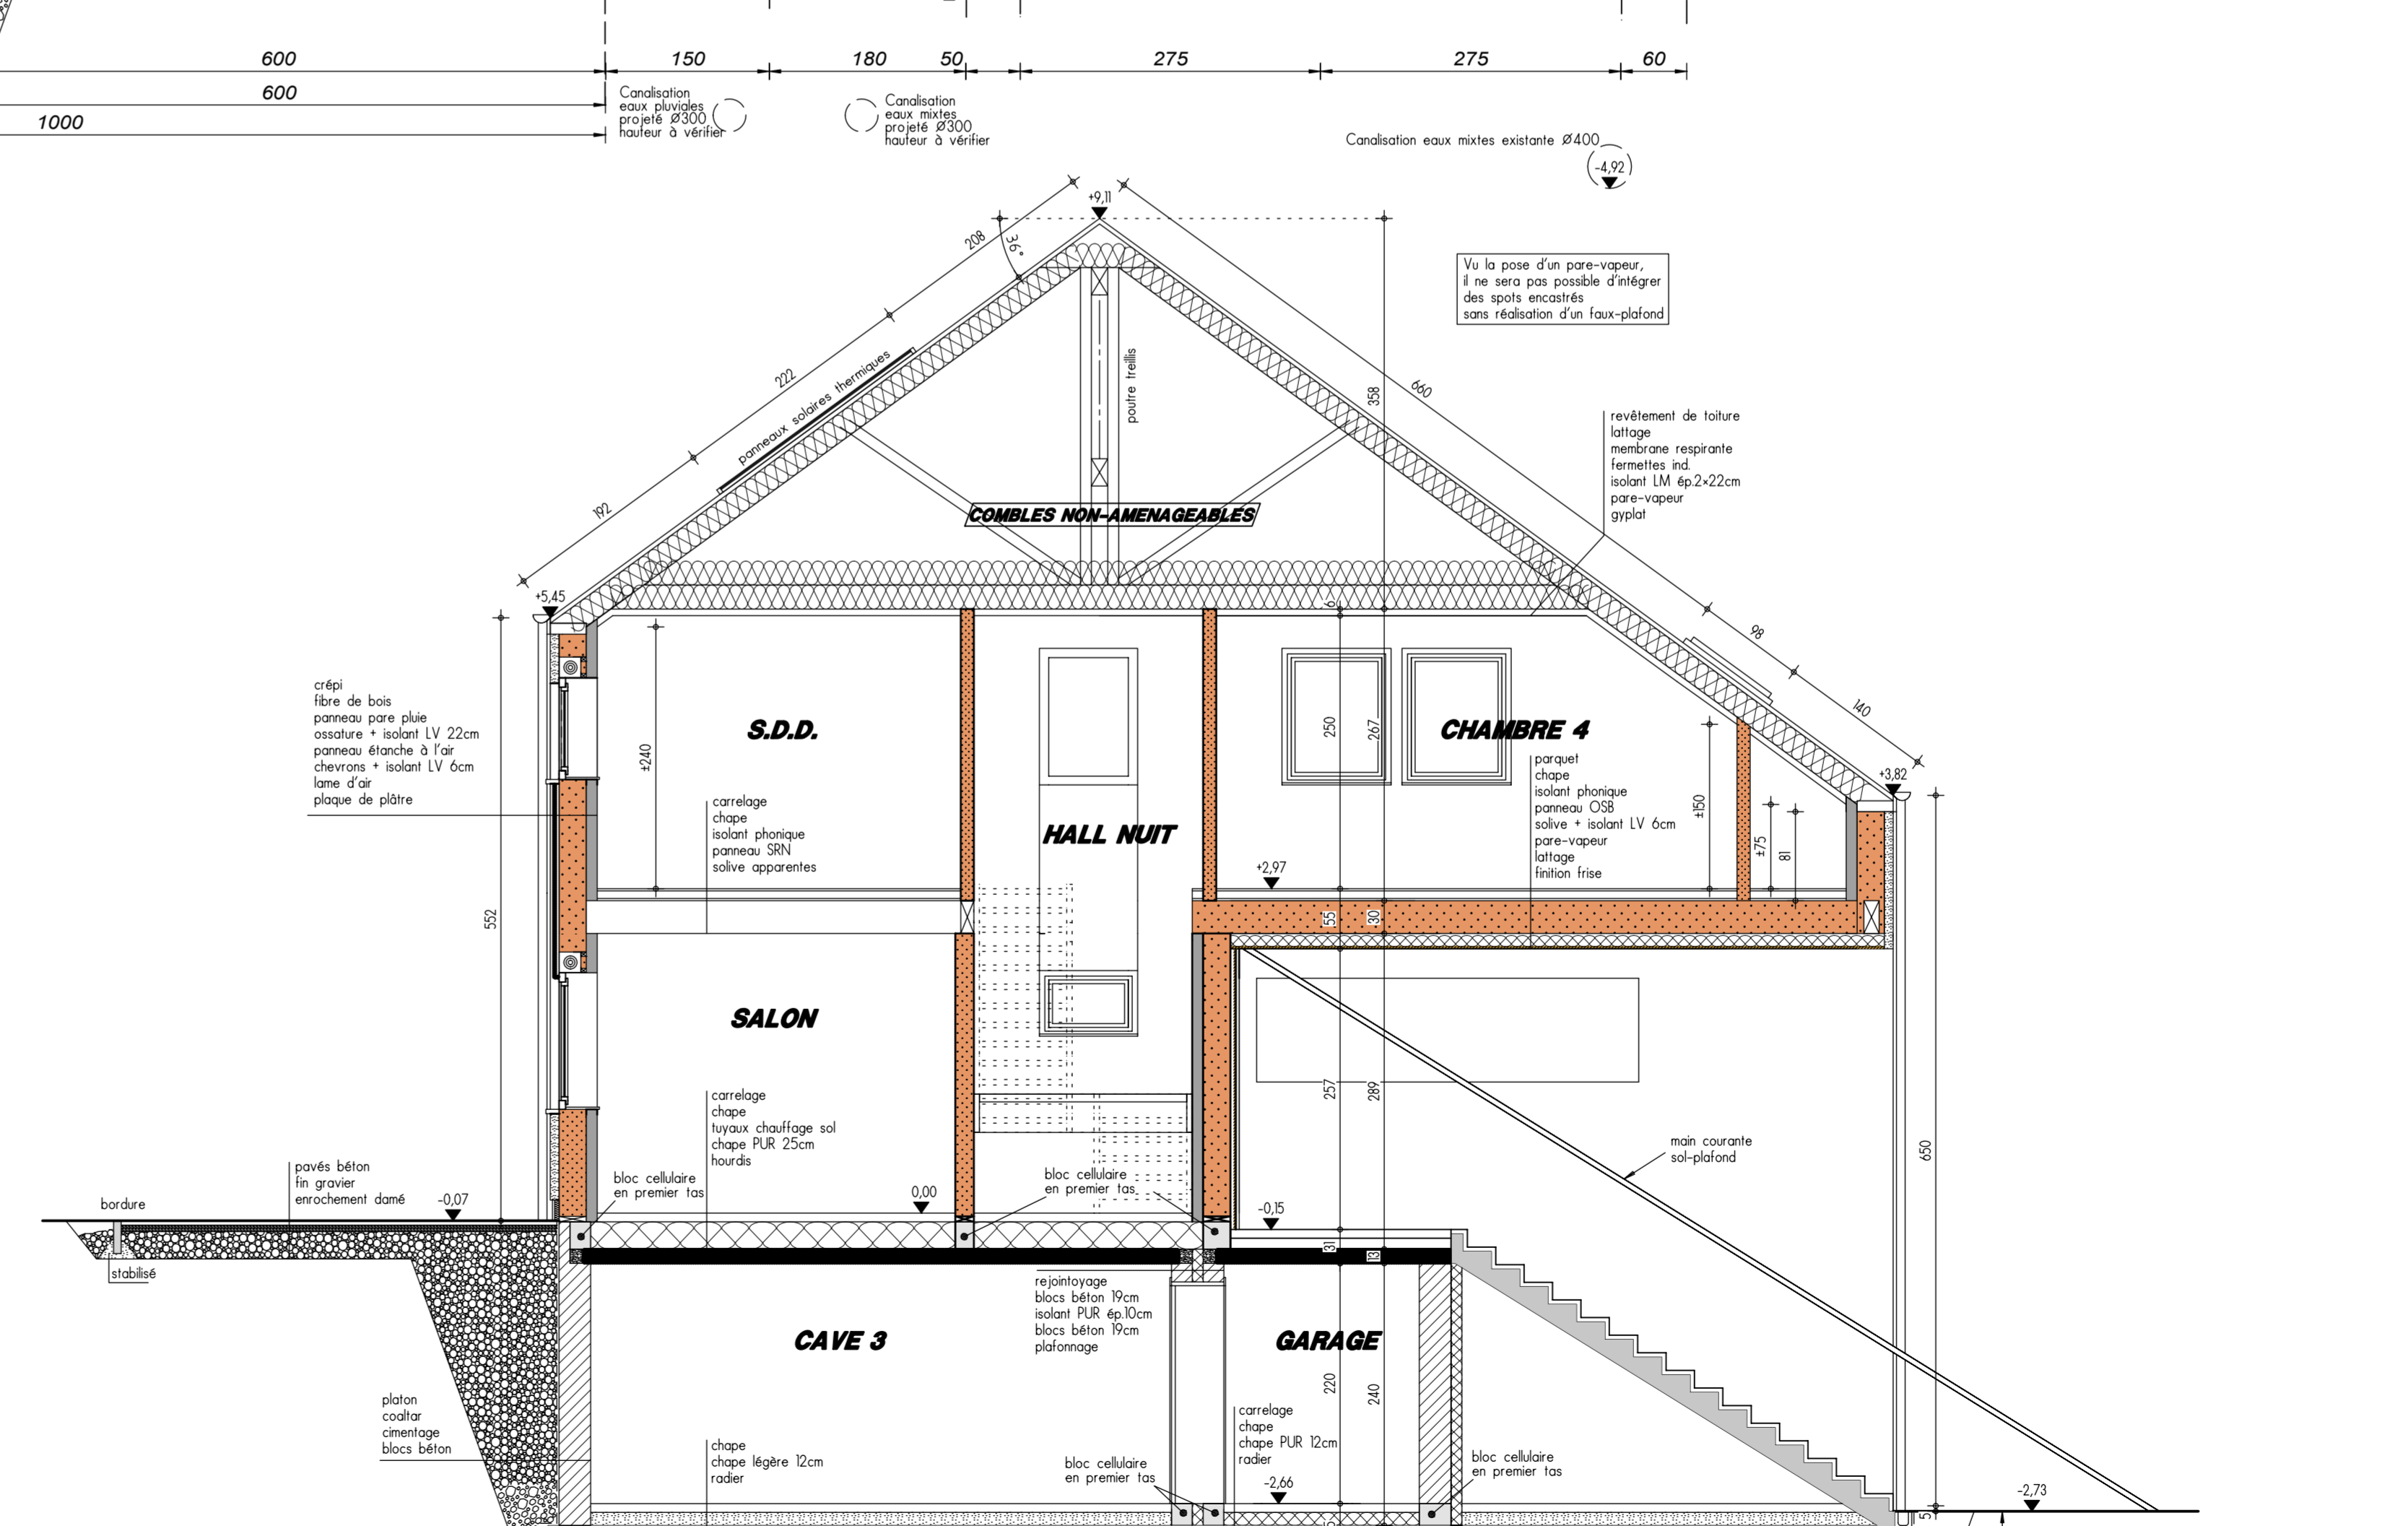 600
150
180
50
275
275
60
600
1000
Canalisation
eaux pluviales
projeté Ø300
hauteur à vérifier
Canalisation
eaux mixtes
projeté Ø300
hauteur à vérifier
Canalisation eaux mixtes existante Ø400
-4,92
+9,11
208
36°
Vu la pose d'un pare-vapeur,
il ne sera pas possible d'intégrer
des spots encastrés
sans réalisation d'un faux-plafond
222
panneaux solaires thermiques
poutre treillis
358
660
192
revêtement de toiture
lattage
membrane respirante
fermettes ind.
isolant LM ép.2×22cm
pare-vapeur
gyplat
COMBLES NON-AMENAGEABLES
+5,45
6
98
140
crépi
fibre de bois
panneau pare pluie
ossature + isolant LV 22cm
panneau étanche à l'air
chevrons + isolant LV 6cm
lame d'air
plaque de plâtre
S.D.D.
±240
250
267
CHAMBRE 4
+3,82
carrelage
chape
isolant phonique
panneau SRN
solive apparentes
HALL NUIT
parquet
chape
isolant phonique
panneau OSB
solive + isolant LV 6cm
pare-vapeur
lattage
finition frise
±150
±75
81
+2,97
552
55
30
SALON
257
289
650
carrelage
chape
tuyaux chauffage sol
chape PUR 25cm
hourdis
main courante
sol-plafond
pavés béton
fin gravier
enrochement damé
bordure
-0,07
bloc cellulaire
en premier tas
0,00
bloc cellulaire
en premier tas
-0,15
31
13
stabilisé
rejointoyage
blocs béton 19cm
isolant PUR ép.10cm
blocs béton 19cm
plafonnage
CAVE 3
GARAGE
220
240
platon
coaltar
cimentage
blocs béton
chape
chape légère 12cm
radier
carrelage
chape
chape PUR 12cm
radier
bloc cellulaire
en premier tas
bloc cellulaire
en premier tas
-2,66
-2,73
5